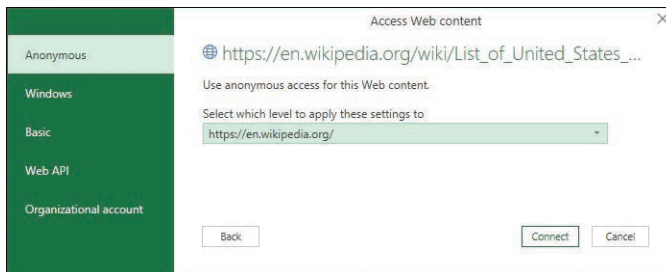 Access Web content
Anonymous
Windows
Basic
Web API
Organizational account
https://en.wikipedia.org/wiki/List_of_United_States_...
Use anonymous access for this Web content.
Select which level to apply these settings to
https://en.wikipedia.org/
Back
Connect
Cancel